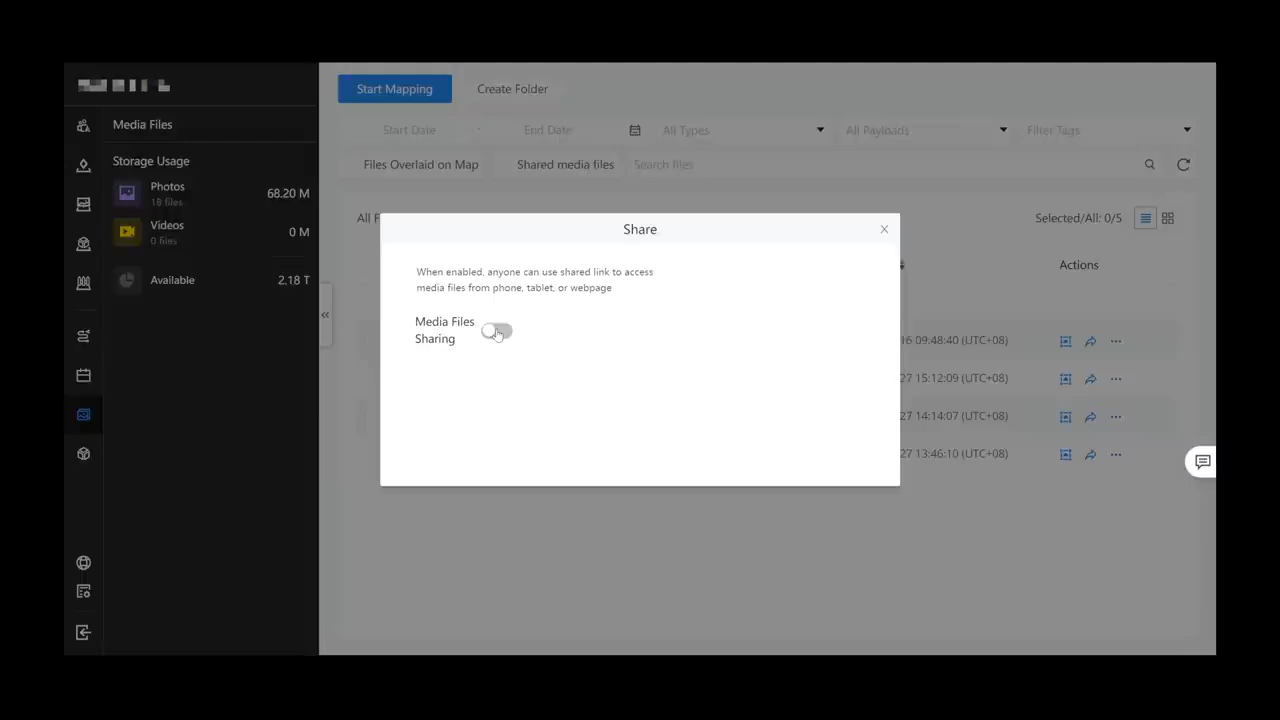 Start Mapping
Create Folder
Media Files
Start Date - End Date
All Types
All Payloads
Filter Tags
Storage Usage
Files Overlaid on Map
Shared media files
Search files
Photos
18 files
68.20 M
Videos
0 files
0 M
Available
2.18 T
All F
Selected/All: 0/5
Share
Actions
When enabled, anyone can use shared link to access
media files from phone, tablet, or webpage
Media Files
Sharing
16 09:48:40 (UTC+08)
27 15:12:09 (UTC+08)
27 14:14:07 (UTC+08)
27 13:46:10 (UTC+08)